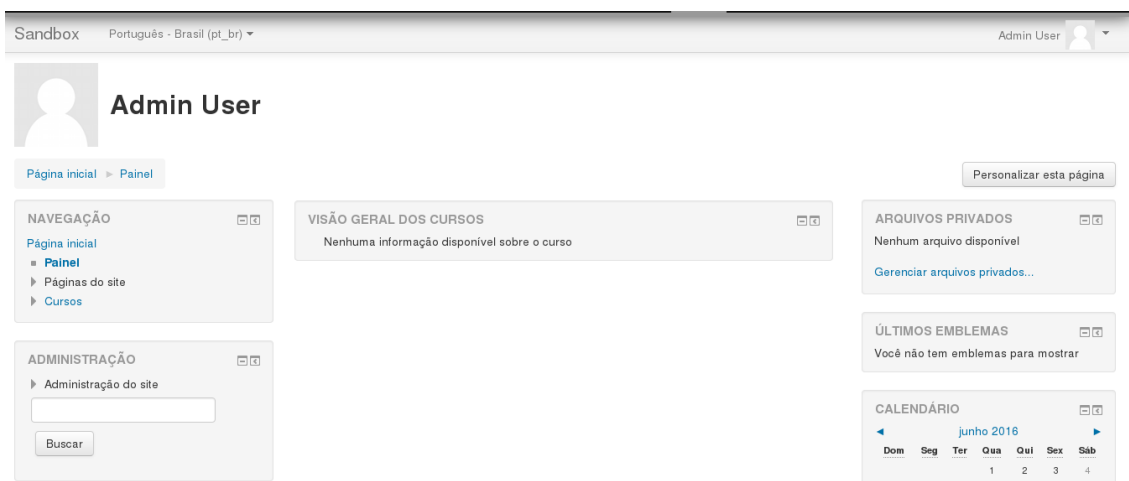 Sandbox Português - Brasil (pt_br)
Admin User
Admin User
Página inicial Painel
Personalizar esta página
NAVEGAÇÃO
Página inicial
Painel
Páginas do site
Cursos
ADMINISTRAÇÃO
Administração do site
Buscar
VISÃO GERAL DOS CURSOS
Nenhuma informação disponível sobre o curso
ARQUIVOS PRIVADOS
Nenhum arquivo disponível
Gerenciar arquivos privados...
ÚLTIMOS EMBLEMAS
Você não tem emblemas para mostrar
CALENDÁRIO
junho 2016
Dom Seg Ter Qua Qui Sex Sáb
1 2 3 4